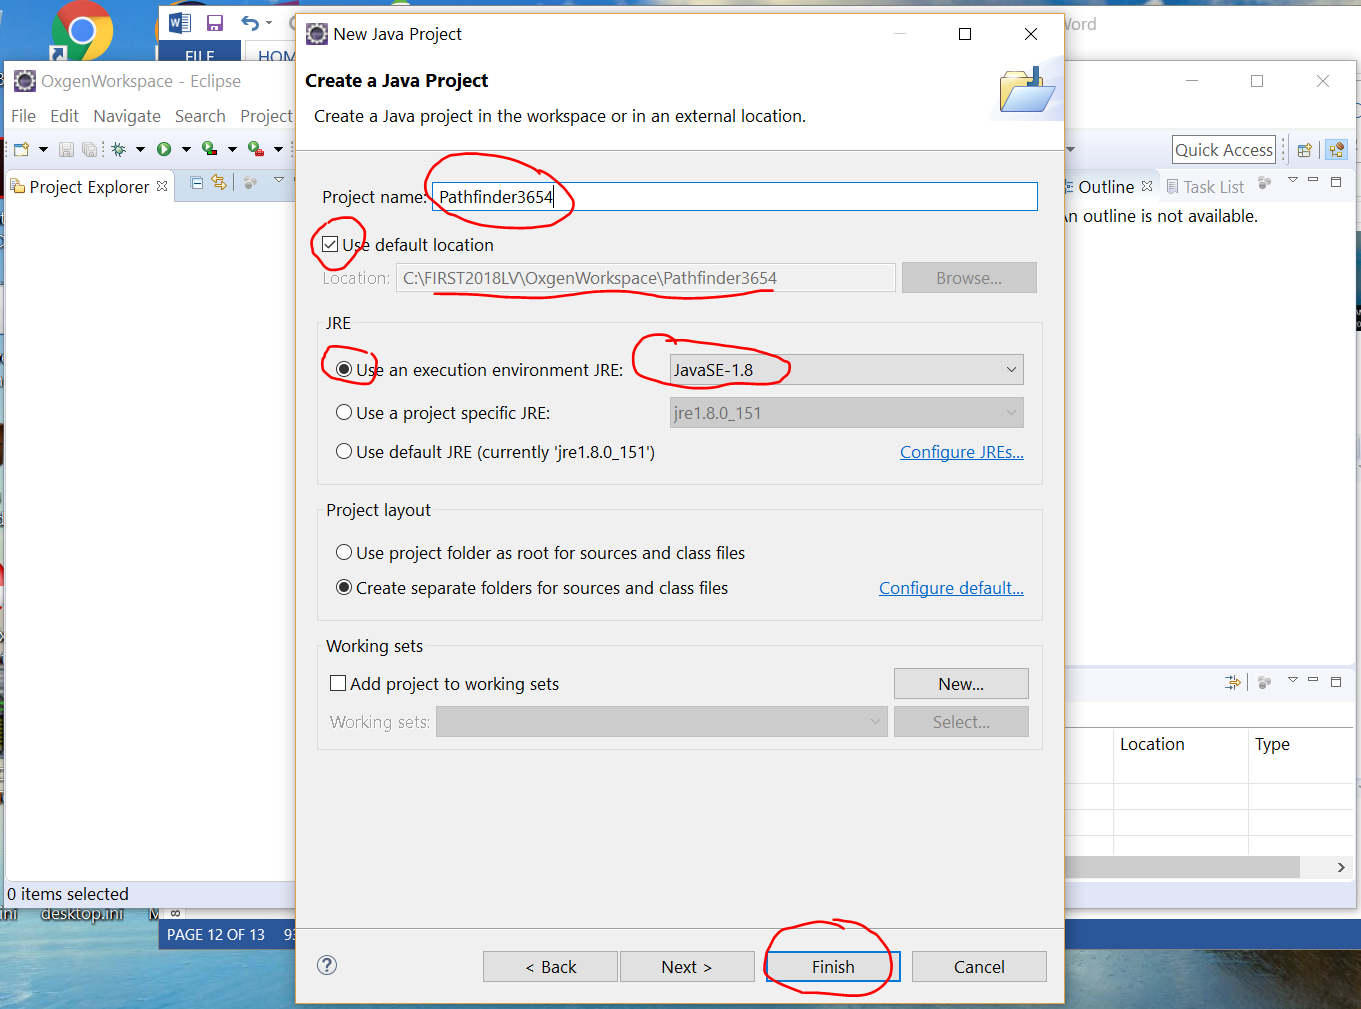 FILE
HOM
Word
OxgenWorkspace - Eclipse
File Edit Navigate Search Project
Quick Access
Project Explorer
Outline
Task List
An outline is not available.
New Java Project
Create a Java Project
Create a Java project in the workspace or in an external location.
Project name: Pathfinder3654
Use default location
Location: C:\FIRST2018LV\OxgenWorkspace\Pathfinder3654 Browse...
JRE
Use an execution environment JRE: JavaSE-1.8
Use a project specific JRE: jre1.8.0_151
Use default JRE (currently 'jre1.8.0_151') Configure JREs...
Project layout
Use project folder as root for sources and class files
Create separate folders for sources and class files Configure default...
Working sets
Add project to working sets New...
Working sets: Select...
Location Type
0 items selected
ini desktop.ini M
PAGE 12 OF 13 93
< Back Next > Finish Cancel